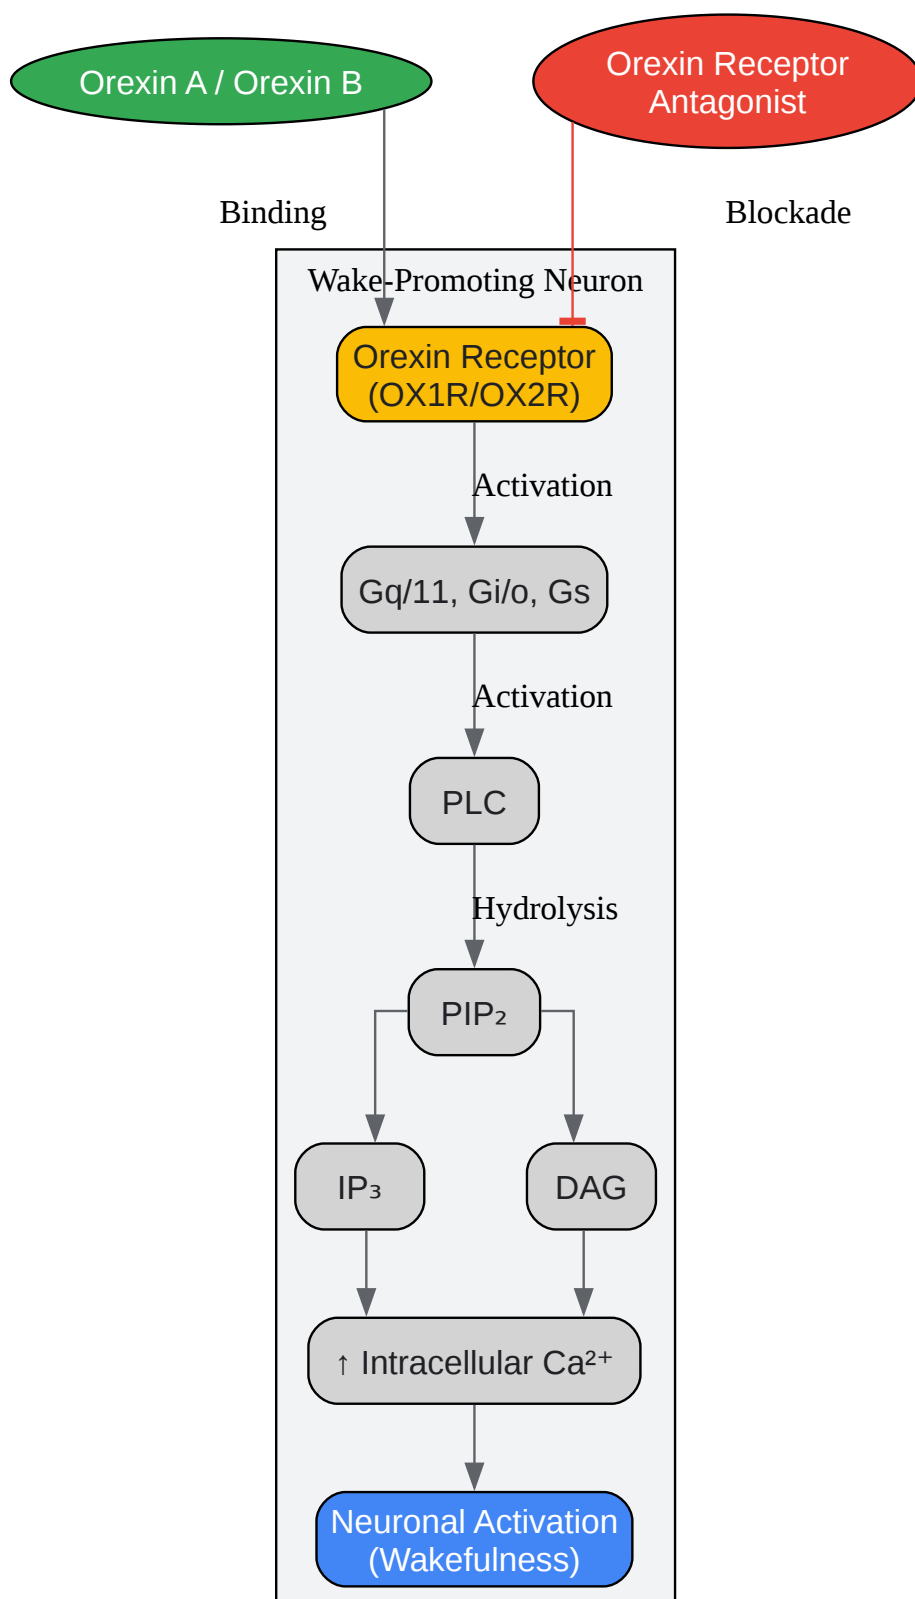 Orexin A / Orexin B
Orexin Receptor
Antagonist
Binding
Blockade
Wake-Promoting Neuron
Orexin Receptor
(OX1R/OX2R)
Activation
Gq/11, Gi/o, Gs
Activation
PLC
Hydrolysis
PIP₂
IP₃
DAG
↑ Intracellular Ca²⁺
Neuronal Activation
(Wakefulness)